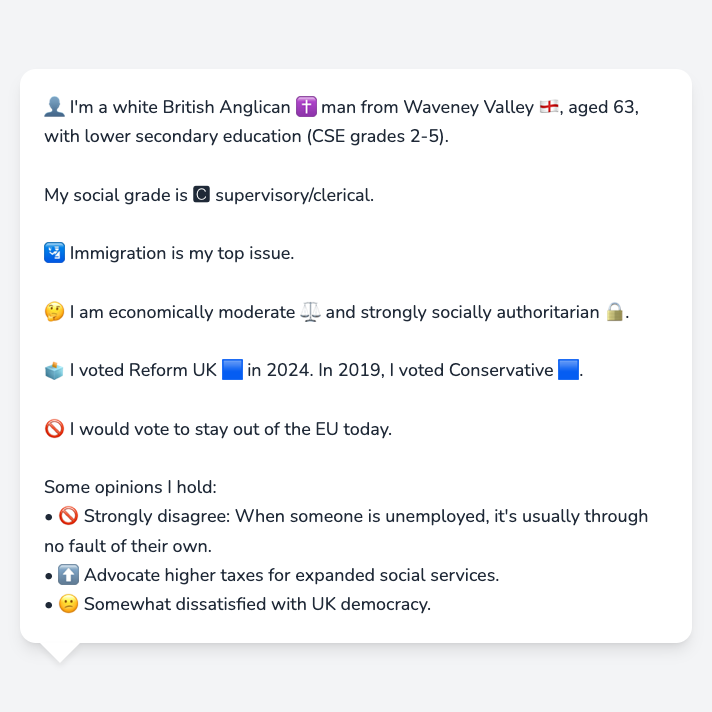 👤 I'm a white British Anglican ✝️ man from Waveney Valley 🏴󠁧󠁢󠁥󠁮󠁧󠁿, aged 63,
with lower secondary education (CSE grades 2-5).
My social grade is 🅲 supervisory/clerical.
🛂 Immigration is my top issue.
🤔 I am economically moderate ⚖️ and strongly socially authoritarian 🔒.
🗳️ I voted Reform UK 🟦 in 2024. In 2019, I voted Conservative 🟦.
🚫 I would vote to stay out of the EU today.
Some opinions I hold:
• 🚫 Strongly disagree: When someone is unemployed, it's usually through
no fault of their own.
• ⬆️ Advocate higher taxes for expanded social services.
• 😕 Somewhat dissatisfied with UK democracy.